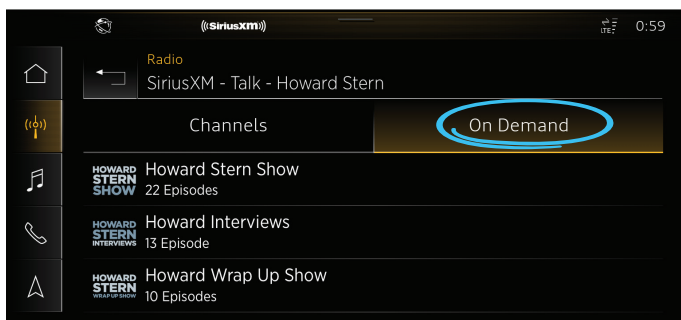 ((SiriusXM))
LTE
0:59
Radio
SiriusXM - Talk - Howard Stern
Channels
On Demand
HOWARD
STERN
SHOW
Howard Stern Show
22 Episodes
HOWARD
STERN
INTERVIEWS
Howard Interviews
13 Episode
HOWARD
STERN
WRAP UP SHOW
Howard Wrap Up Show
10 Episodes